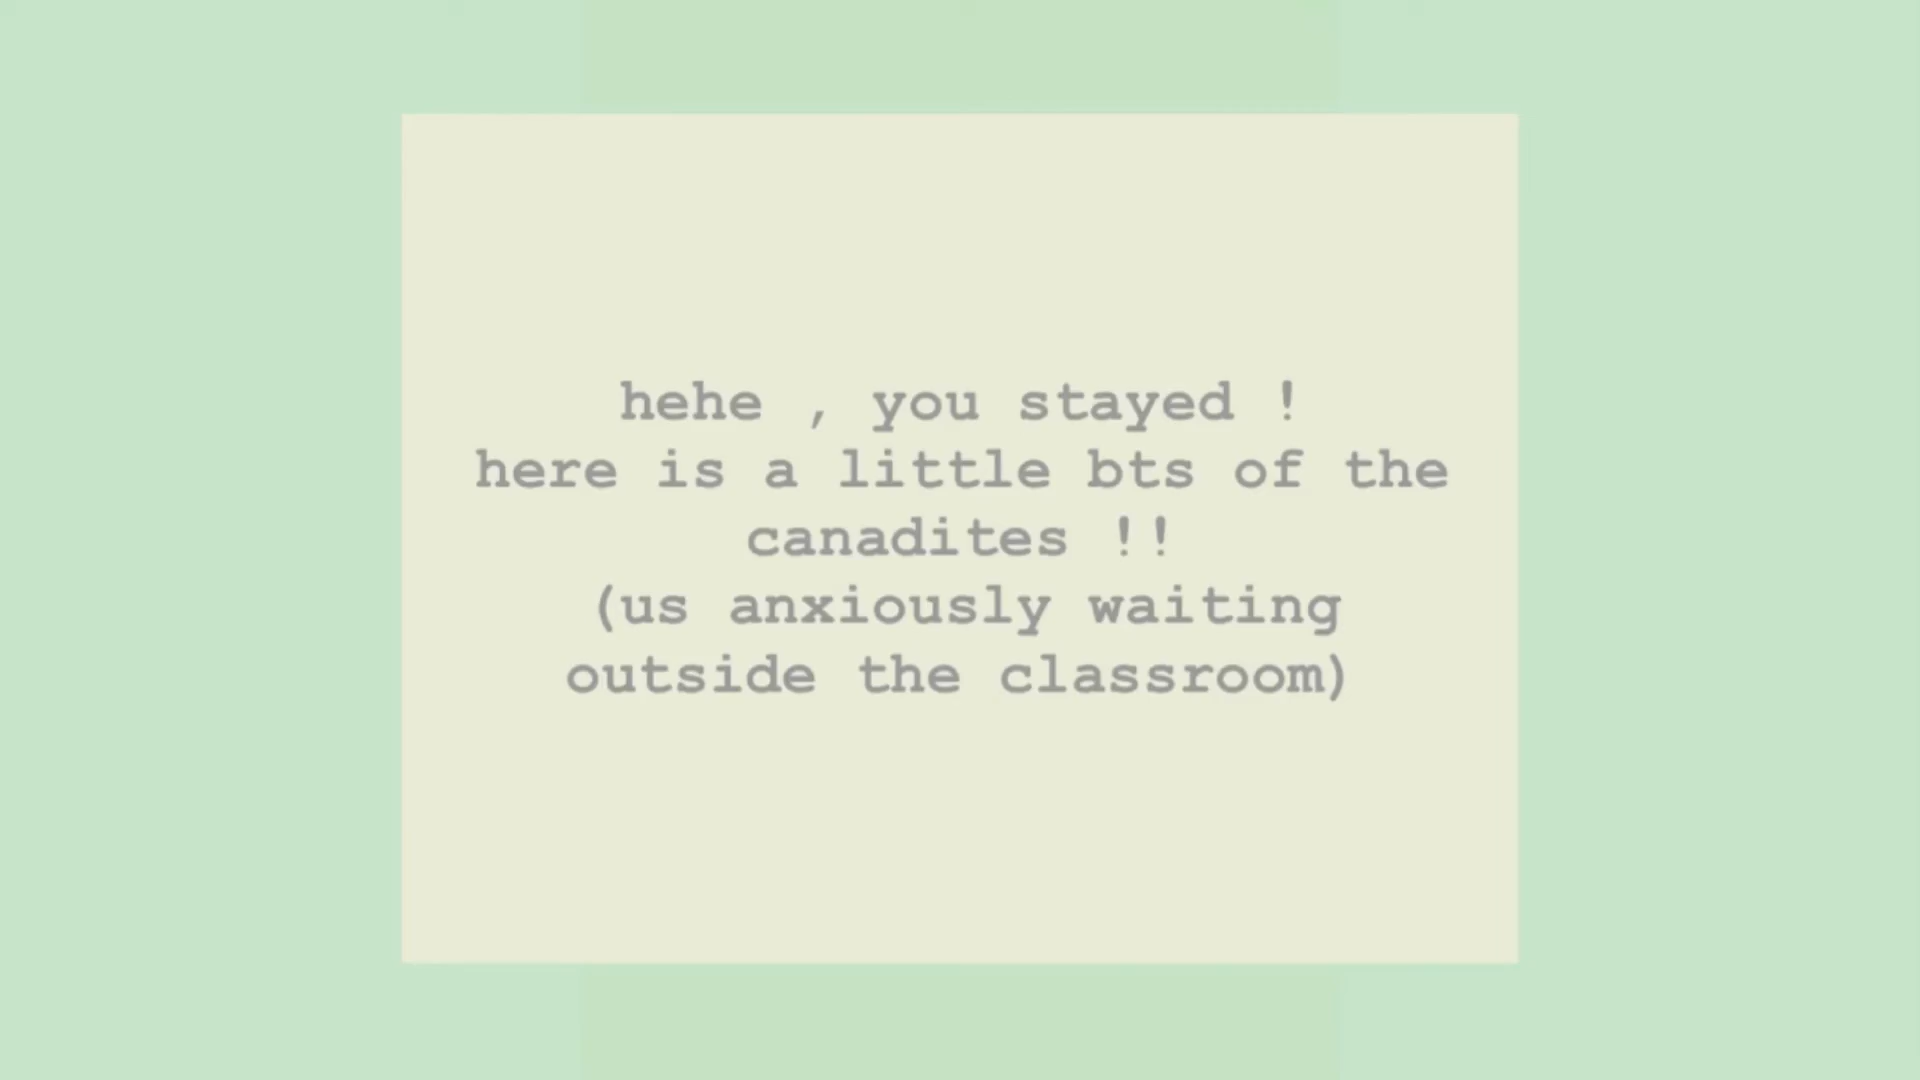 hehe , you stayed !
here is a little bts of the
canadites !!
(us anxiously waiting
outside the classroom)